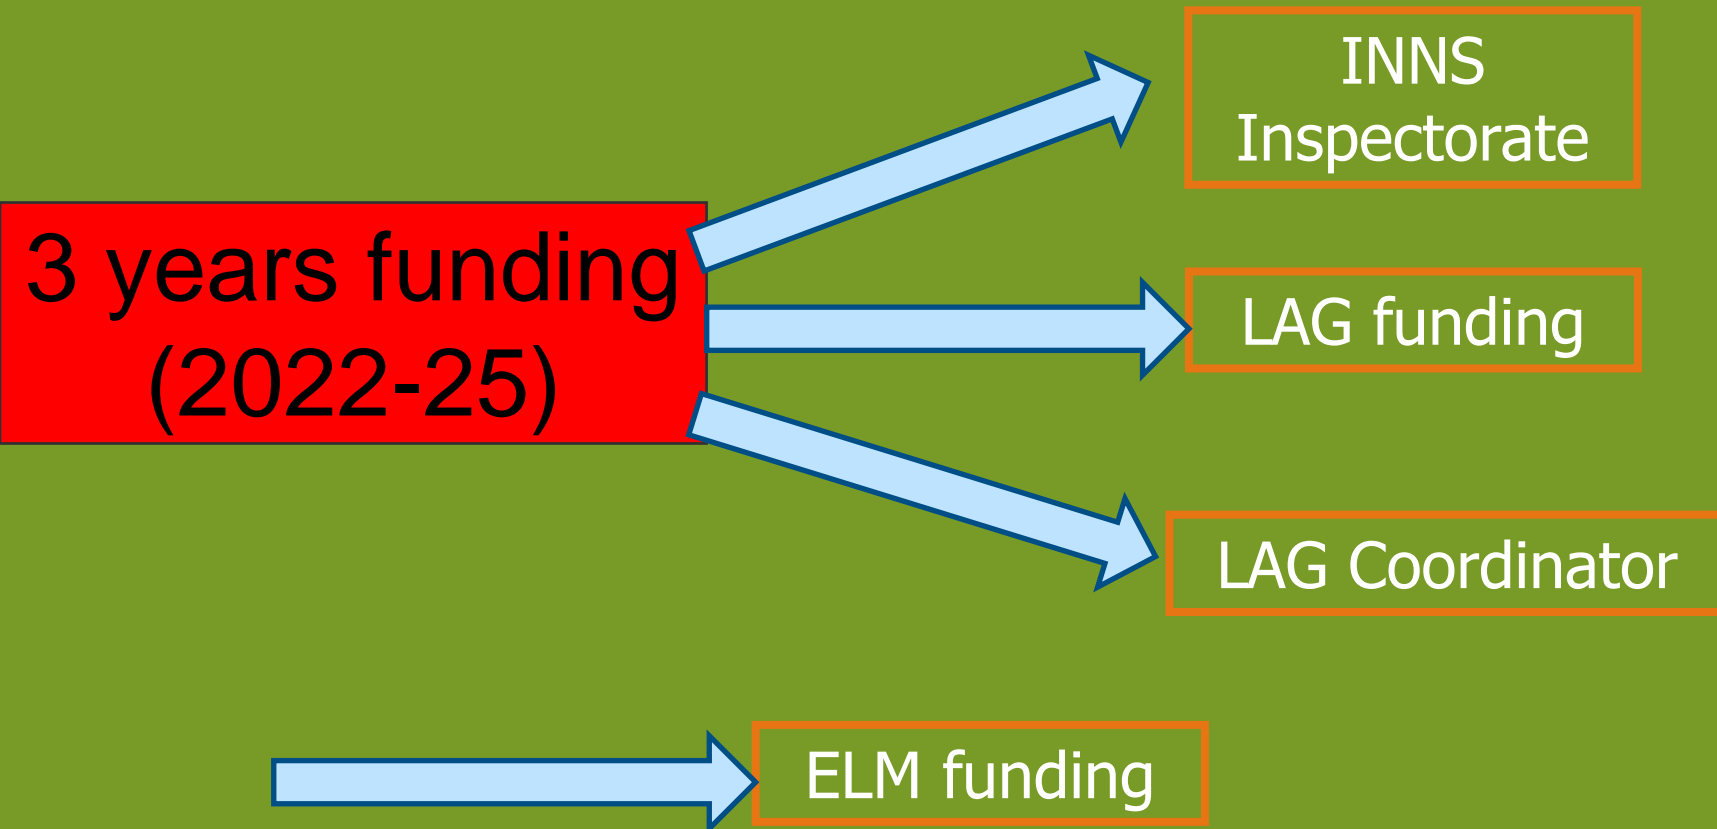 INNS
Inspectorate
3 years funding
(2022-25)
LAG funding
LAG Coordinator
ELM funding